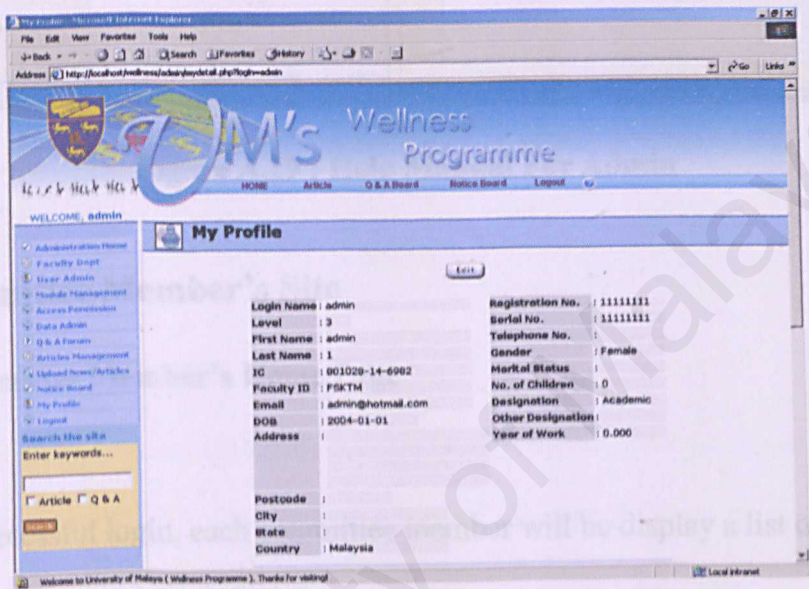 My Profile - Microsoft Internet Explorer
File Edit View Favorites Tools Help
Back Search Favorites History
Address http://localhost/wellness/admin/mydetail.php?login=admin Go Links
UM's Wellness Programme
HOME Article Q & A Board Notice Board Logout
WELCOME, admin
Administration Home
Faculty Dept
User Admin
Module Management
Access Permission
Data Admin
Q & A Forum
Articles Management
Upload News/Articles
Notice Board
My Profile
Logout
Search the site
Enter keywords...
Article Q & A
My Profile
Edit
Login Name : admin
Level : 3
First Name : admin
Last Name : 1
IC : 801028-14-6982
Faculty ID : FSKTM
Email : admin@hotmail.com
DOB : 2004-01-01
Address :
Postcode :
City :
State :
Country : Malaysia
Registration No. : 11111111
Serial No. : 11111111
Telephone No. :
Gender : Female
Marital Status :
No. of Children : 0
Designation : Academic
Other Designation :
Year of Work : 0.000
Welcome to University of Malaya ( Wellness Programme ). Thanks for visiting!
Local intranet